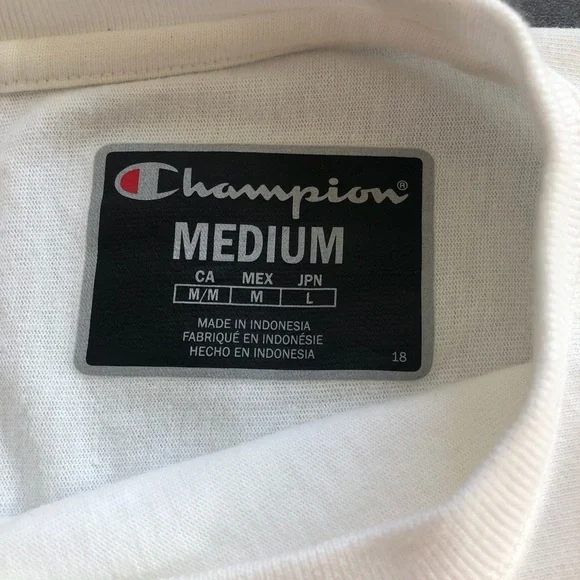 Champion®
MEDIUM
CA MEX JPN
M/M M L
MADE IN INDONESIA
FABRIQUÉ EN INDONÉSIE
HECHO EN INDONESIA
18